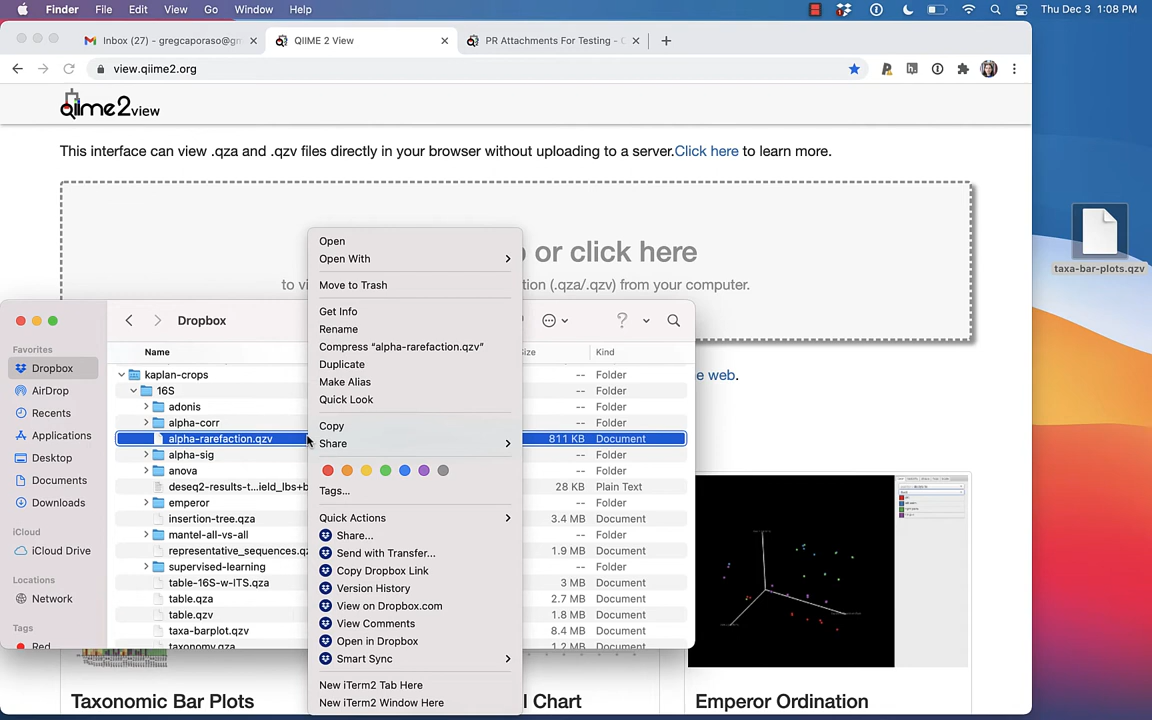 Finder File Edit View Go Window Help Thu Dec 3 1:08 PM
Inbox (27) - gregcaporaso@gm QIIME 2 View PR Attachments For Testing -
view.qiime2.org
qiime2view
This interface can view .qza and .qzv files directly in your browser without uploading to a server.Click here to learn more.
or click here
(.qza/.qzv) from your computer.
taxa-bar-plots.qzv
Dropbox
Name Size Kind
Favorites
Dropbox
AirDrop
Recents
Applications
Desktop
Documents
Downloads
iCloud
iCloud Drive
Locations
Network
Tags
Red
kaplan-crops -- Folder
16S -- Folder
adonis -- Folder
alpha-corr -- Folder
alpha-rarefaction.qzv 811 KB Document
alpha-sig -- Folder
anova -- Folder
deseq2-results-t...ield_lbs+b 28 KB Plain Text
emperor -- Folder
insertion-tree.qza 3.4 MB Document
mantel-all-vs-all -- Folder
representative_sequences.qz 1.9 MB Document
supervised-learning -- Folder
table-16S-w-ITS.qza 3 MB Document
table.qza 2.7 MB Document
table.qzv 1.8 MB Document
taxa-barplot.qzv 8.4 MB Document
taxonomy.qza 1.2 MB Document
Open
Open With
Move to Trash
Get Info
Rename
Compress “alpha-rarefaction.qzv”
Duplicate
Make Alias
Quick Look
Copy
Share
Tags...
Quick Actions
Share...
Send with Transfer...
Copy Dropbox Link
Version History
View on Dropbox.com
View Comments
Open in Dropbox
Smart Sync
New iTerm2 Tab Here
New iTerm2 Window Here
e web.
Taxonomic Bar Plots
l Chart
Emperor Ordination